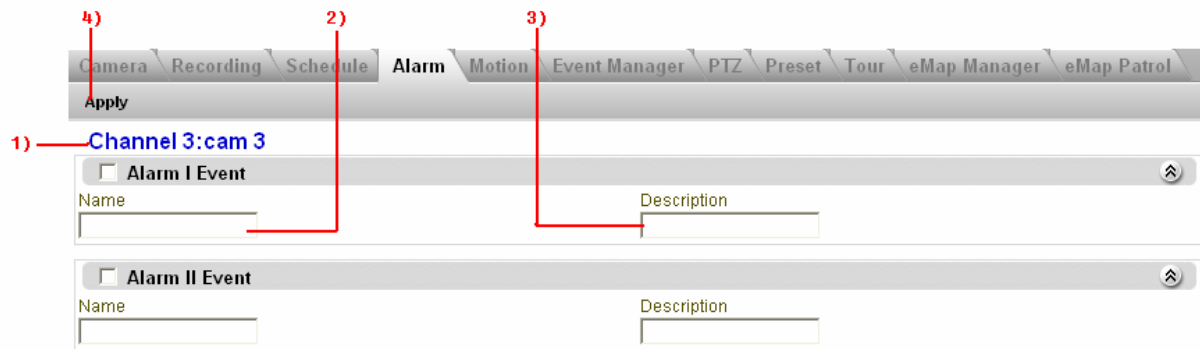 4) 2) 3)
Camera Recording Schedule Alarm Motion Event Manager PTZ Preset Tour eMap Manager eMap Patrol
Apply
1) Channel 3:cam 3
Alarm I Event
Name Description
Alarm II Event
Name Description